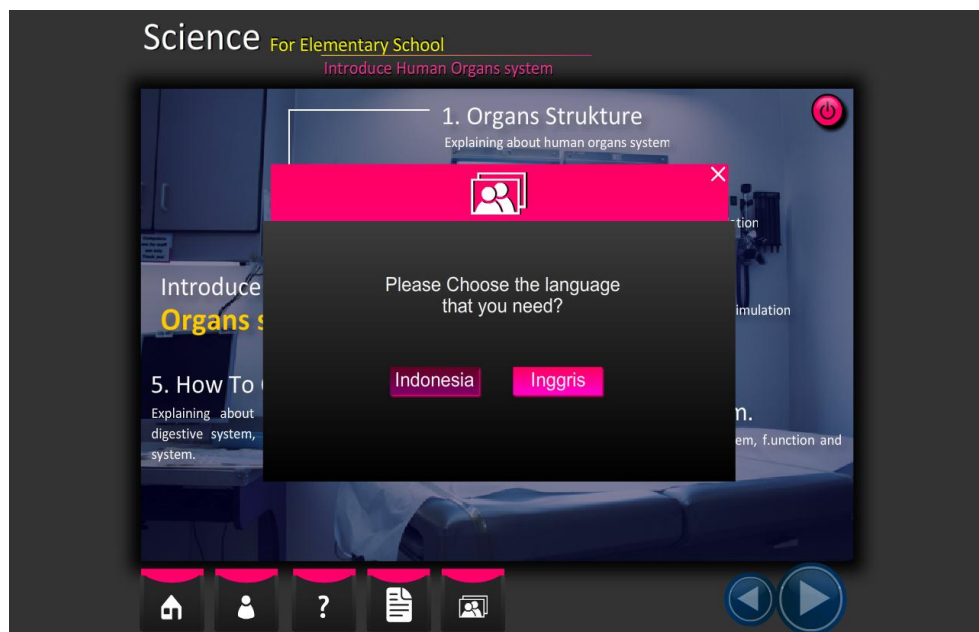 Science For Elementary School
Introduce Human Organs system
1. Organs Strukture
Explaining about human organs system
tion
Introduce
Organs s
Please Choose the language
that you need?
imulation
Indonesia Inggris
5. How To
m.
Explaining about
digestive system,
system.
em, f.unction and
?